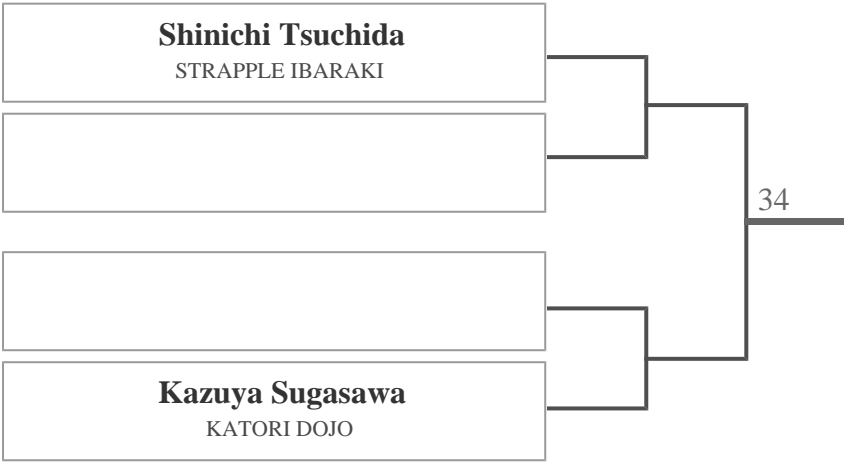 Shinichi Tsuchida
STRAPPLE IBARAKI
34
Kazuya Sugasawa
KATORI DOJO